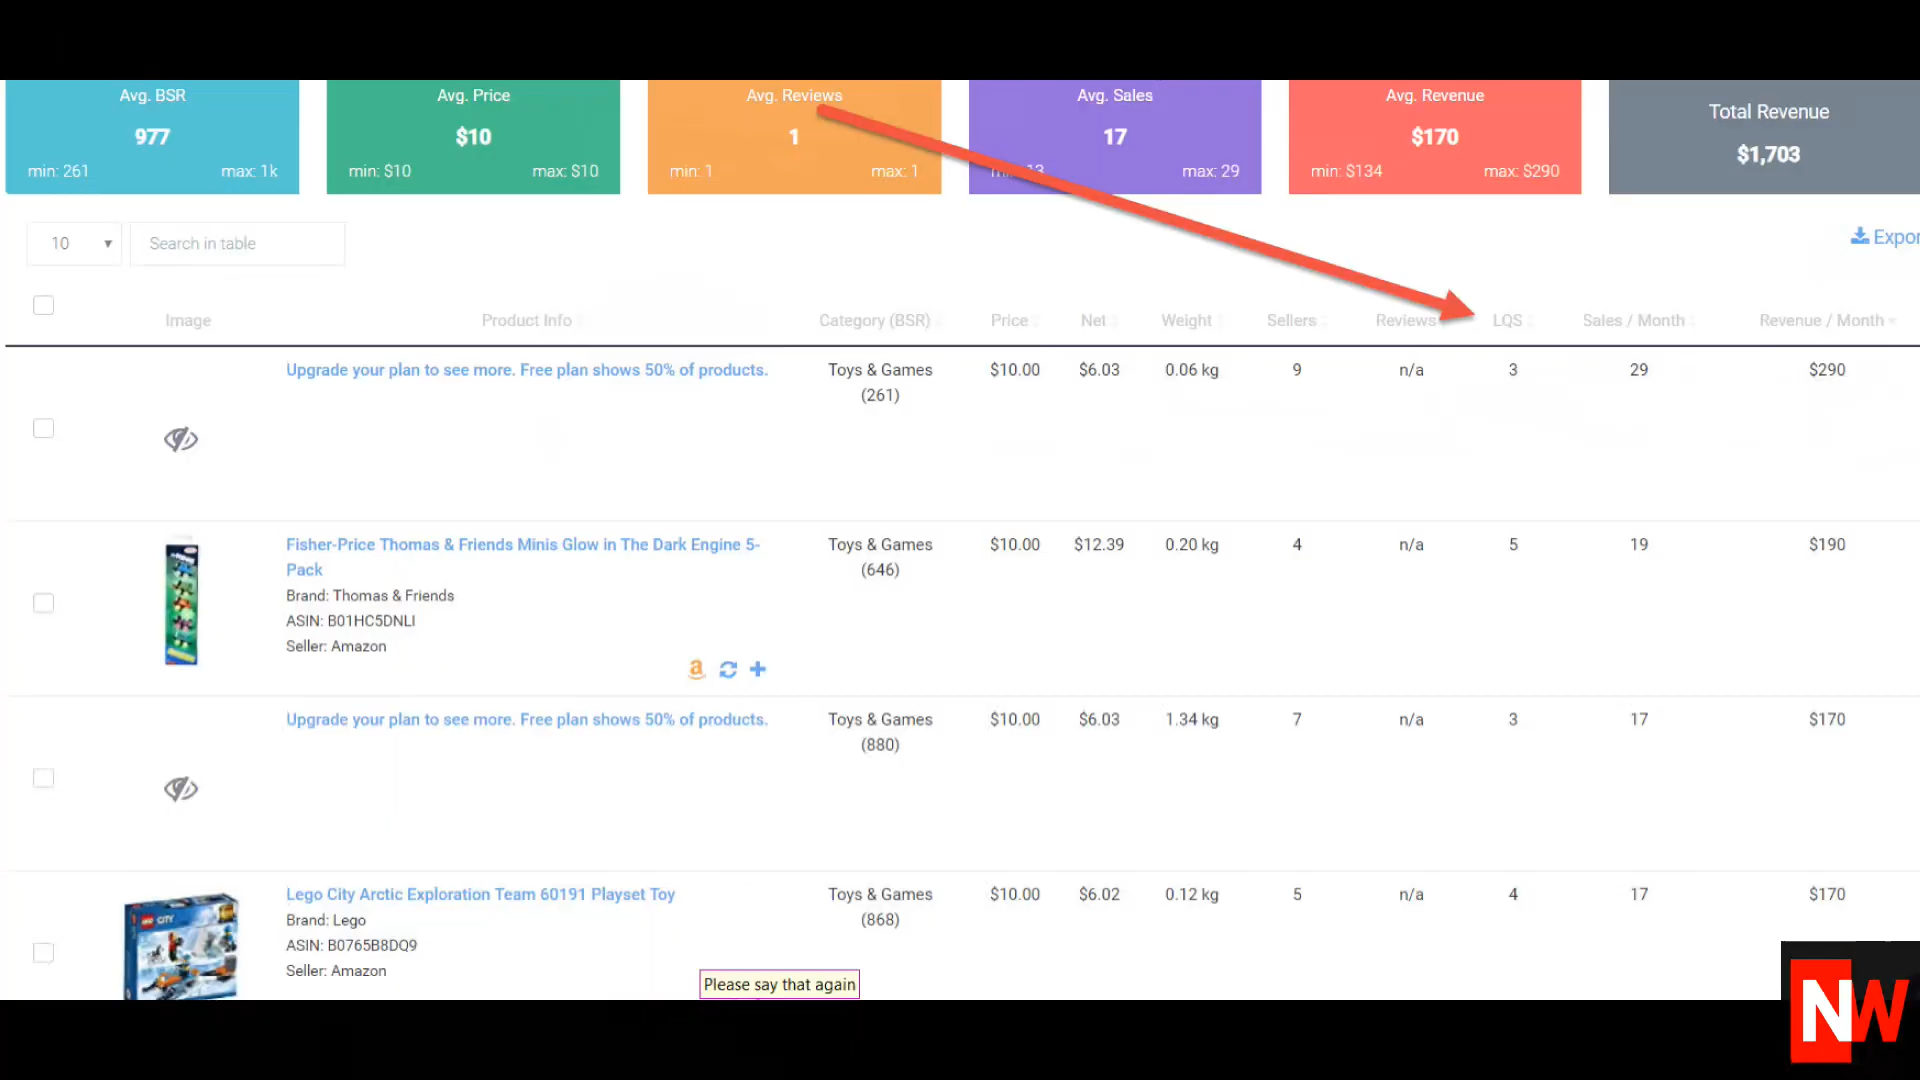 Avg. BSR
977
min: 261 max: 1k
Avg. Price
$10
min: $10 max: $10
Avg. Reviews
1
min: 1 max: 1
Avg. Sales
17
max: 29
Avg. Revenue
$170
min: $134 max: $290
Total Revenue
$1,703
10 Search in table
Expor
Image Product Info Category (BSR) Price Net Weight Sellers Reviews LQS Sales / Month Revenue / Month
Upgrade your plan to see more. Free plan shows 50% of products. Toys & Games $10.00 $6.03 0.06 kg 9 n/a 3 29 $290
(261)
Fisher-Price Thomas & Friends Minis Glow in The Dark Engine 5- Toys & Games $10.00 $12.39 0.20 kg 4 n/a 5 19 $190
Pack (646)
Brand: Thomas & Friends
ASIN: B01HC5DNLI
Seller: Amazon
Upgrade your plan to see more. Free plan shows 50% of products. Toys & Games $10.00 $6.03 1.34 kg 7 n/a 3 17 $170
(880)
Lego City Arctic Exploration Team 60191 Playset Toy Toys & Games $10.00 $6.02 0.12 kg 5 n/a 4 17 $170
Brand: Lego (868)
ASIN: B0765B8DQ9
Seller: Amazon
CITY
Please say that again
NW